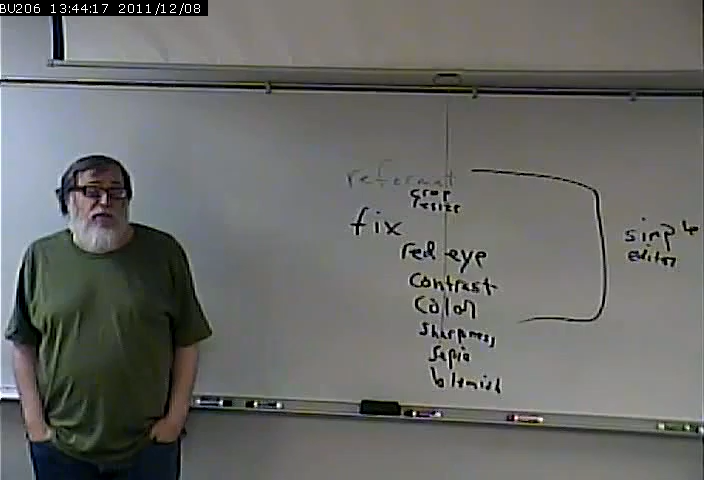 BU206 13:44:17 2011/12/08
reformat
crop
resize
fix
red eye
contrast
color
sharpness
sepia
blemish
simple
editor